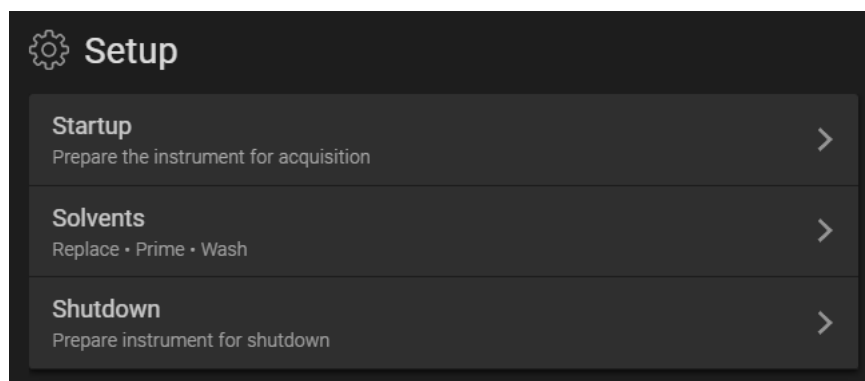 Setup
Startup
Prepare the instrument for acquisition
Solvents
Replace • Prime • Wash
Shutdown
Prepare instrument for shutdown